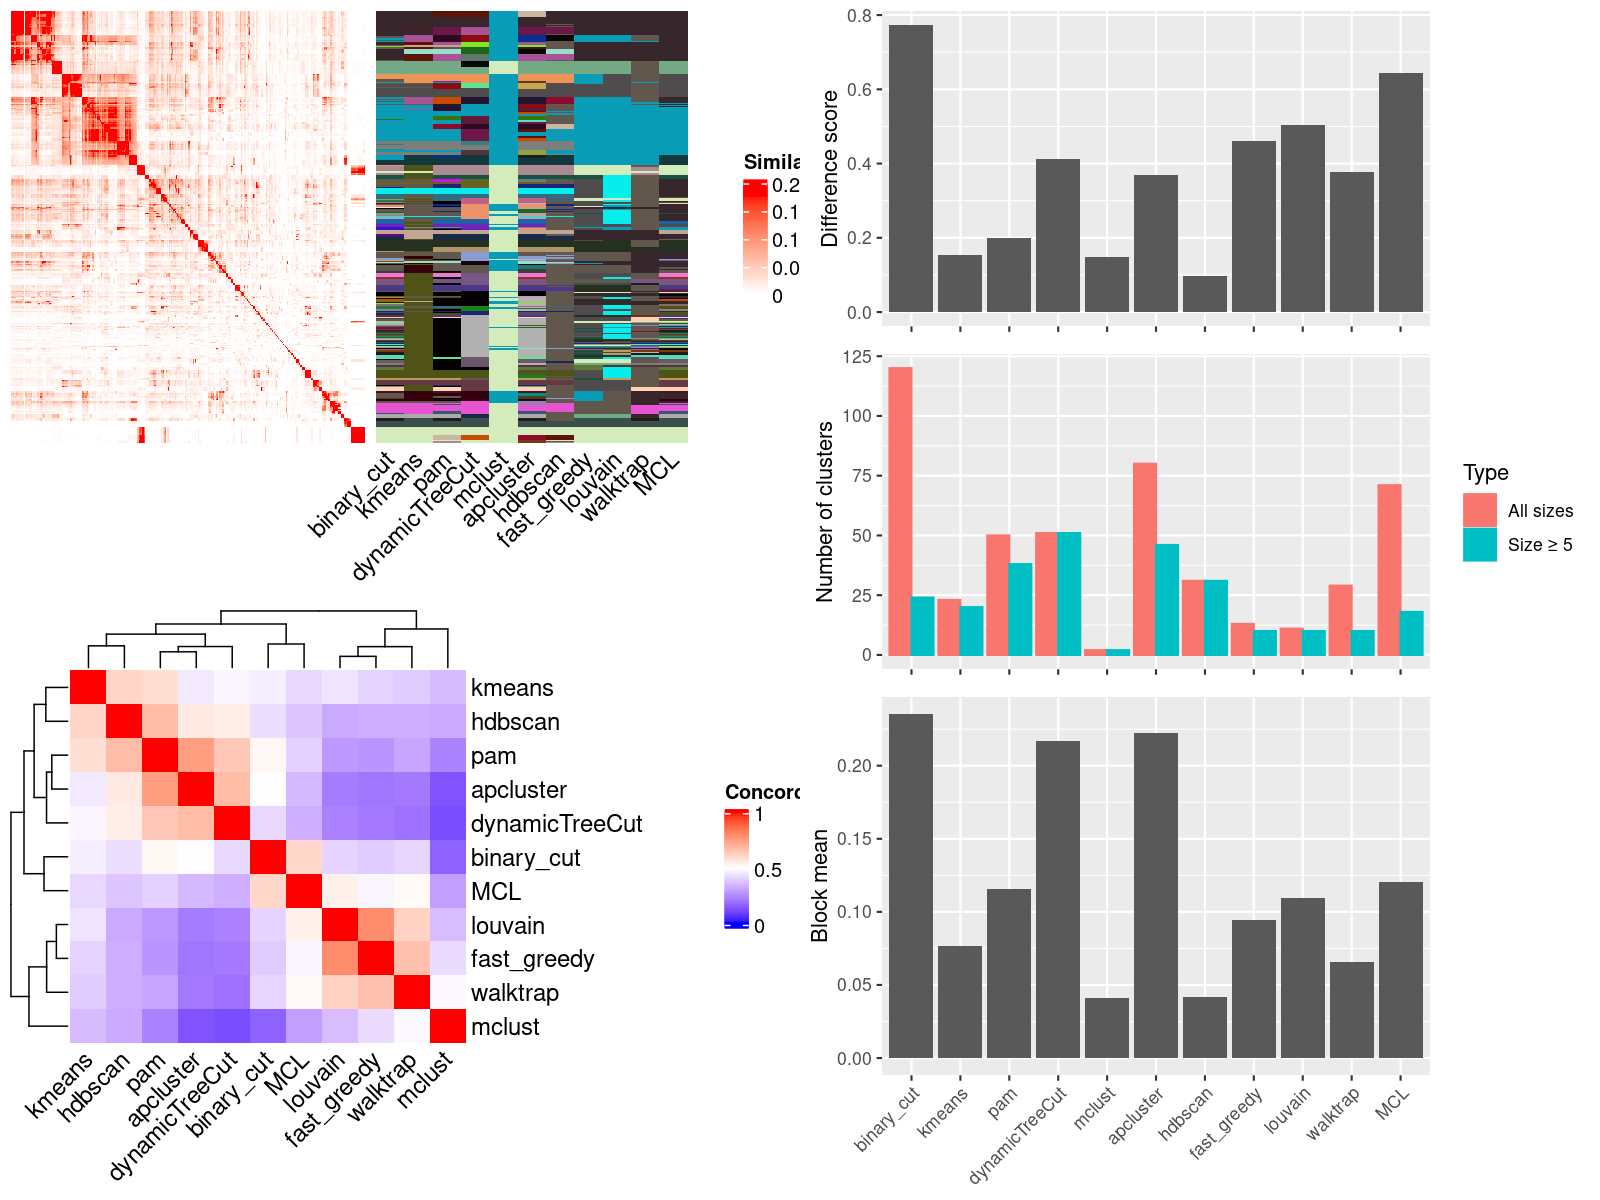 Simila
0.2
0.1
0.1
0.0
0
binary_cut
kmeans
pam
dynamicTreeCut
mclust
apcluster
hdbscan
fast_greedy
louvain
walktrap
MCL
kmeans
hdbscan
pam
apcluster
dynamicTreeCut
binary_cut
MCL
louvain
fast_greedy
walktrap
mclust
kmeans
hdbscan
pam
apcluster
dynamicTreeCut
binary_cut
MCL
louvain
fast_greedy
walktrap
mclust
Concord
1
0.5
0
Difference score
0.8
0.6
0.4
0.2
0.0
Number of clusters
125
100
75
50
25
0
Type
All sizes
Size ≥ 5
Block mean
0.20
0.15
0.10
0.05
0.00
binary_cut
kmeans
pam
dynamicTreeCut
mclust
apcluster
hdbscan
fast_greedy
louvain
walktrap
MCL